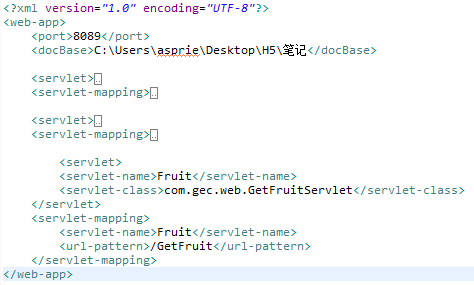 <?xml version="1.0" encoding="UTF-8"?>
<web-app>
<port>8089</port>
<docBase>C:\Users\asprie\Desktop\H5\笔记</docBase>
<servlet>
<servlet-mapping>
<servlet>
<servlet-mapping>
<servlet>
<servlet-name>Fruit</servlet-name>
<servlet-class>com.gec.web.GetFruitServlet</servlet-class>
</servlet>
<servlet-mapping>
<servlet-name>Fruit</servlet-name>
<url-pattern>/GetFruit</url-pattern>
</servlet-mapping>
</web-app>